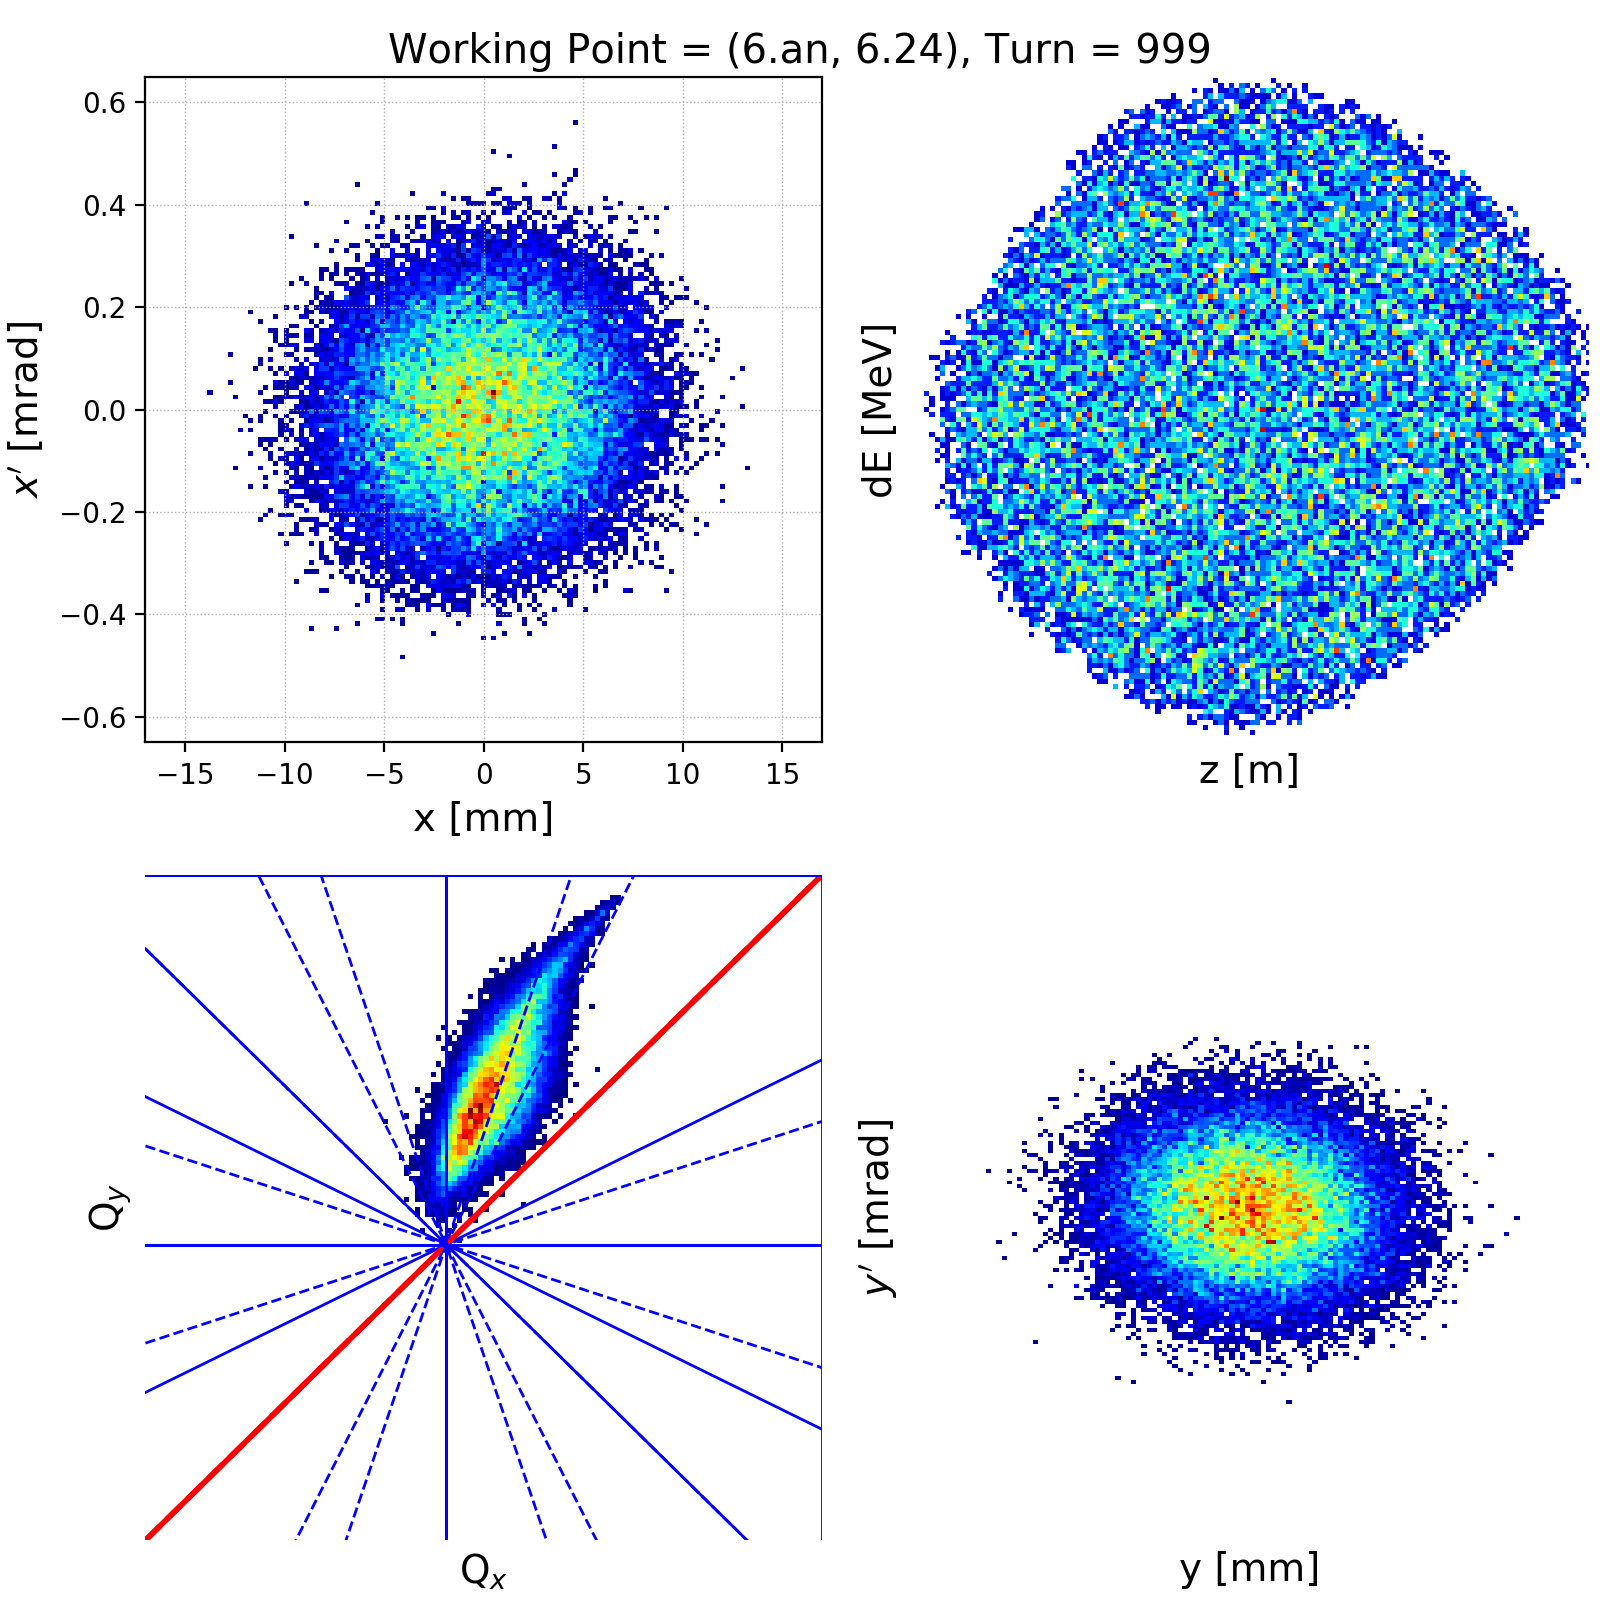 Working Point = (6.an, 6.24), Turn = 999
0.6
0.4
0.2
0.0
−0.2
−0.4
−0.6
x′ [mrad]
−15 −10 −5 0 5 10 15
x [mm]
dE [MeV]
z [m]
Qy
Qx
y′ [mrad]
y [mm]